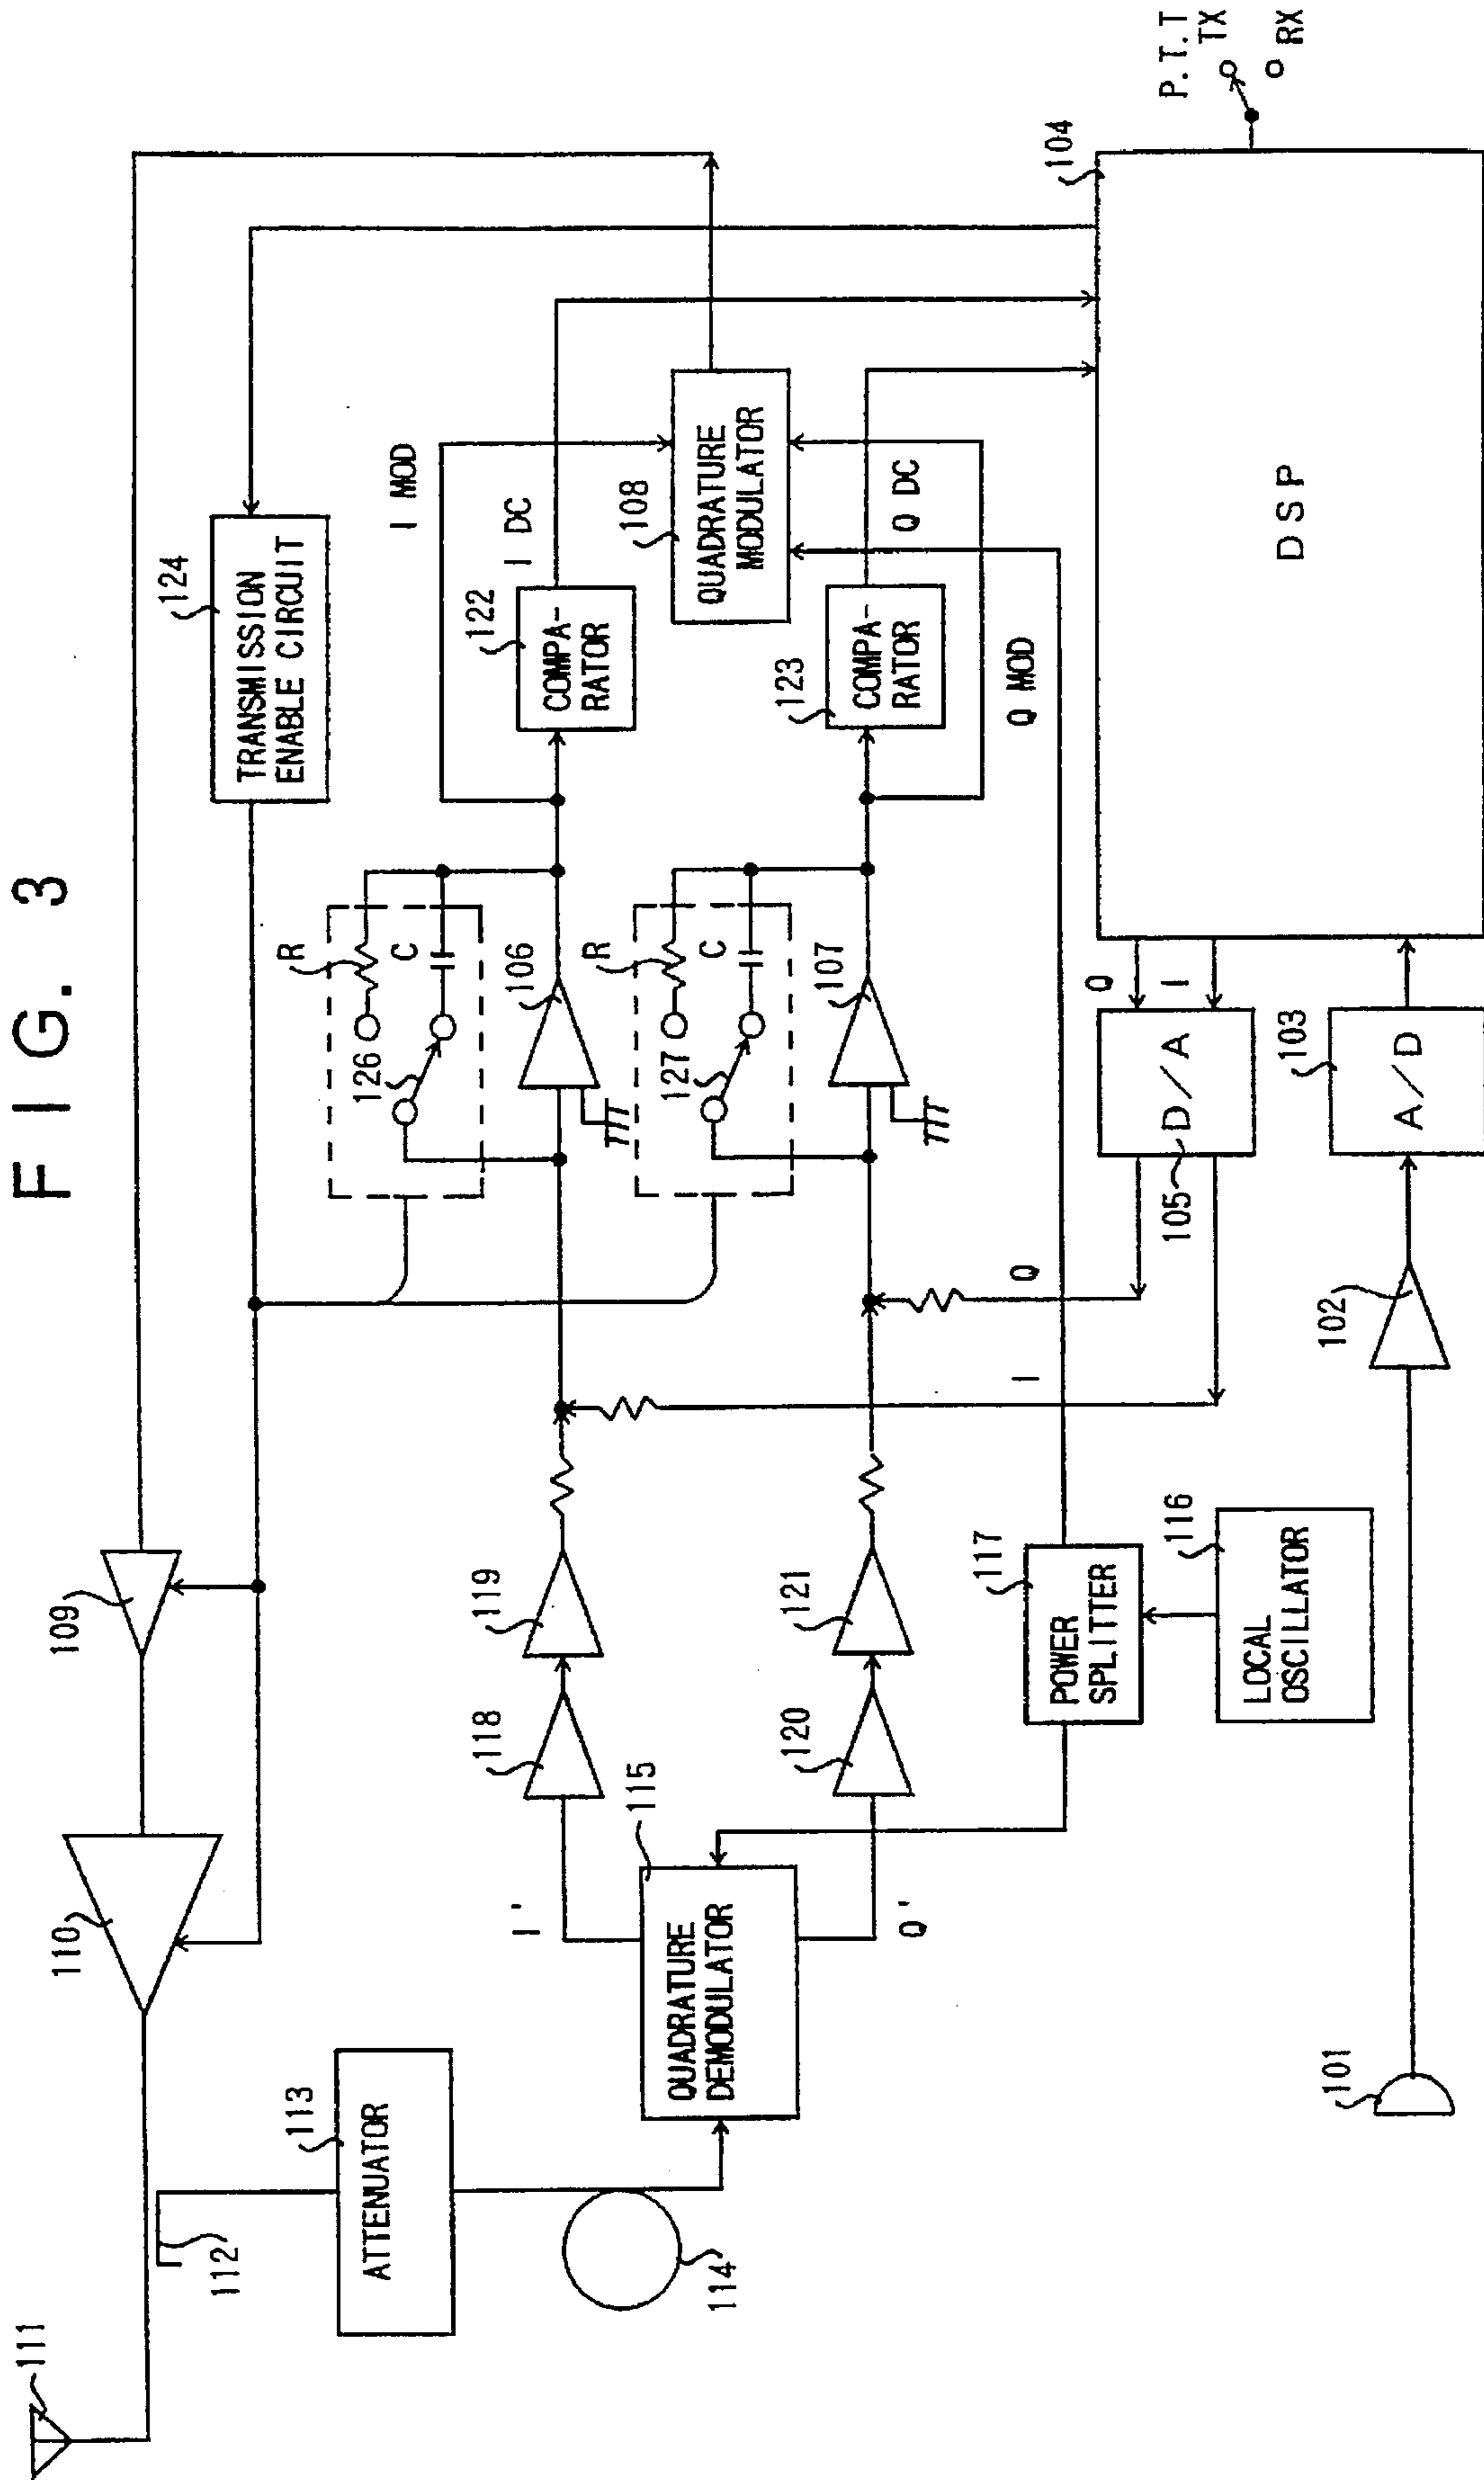 FIG. 3
111
110
109
124
TRANSMISSION
ENABLE CIRCUIT
112
113
ATTENUATOR
114
115
QUADRATURE
DEMODULATOR
I'
Q'
118
119
120
121
R
C
126
106
R
C
127
107
I MOD
I DC
122
COMPA-
RATOR
108
QUADRATURE
MODULATOR
123
COMPA-
RATOR
Q DC
Q MOD
117
POWER
SPLITTER
116
LOCAL
OSCILLATOR
I
Q
105
D/A
Q
I
104
DSP
P.T.T
TX
RX
101
102
103
A/D